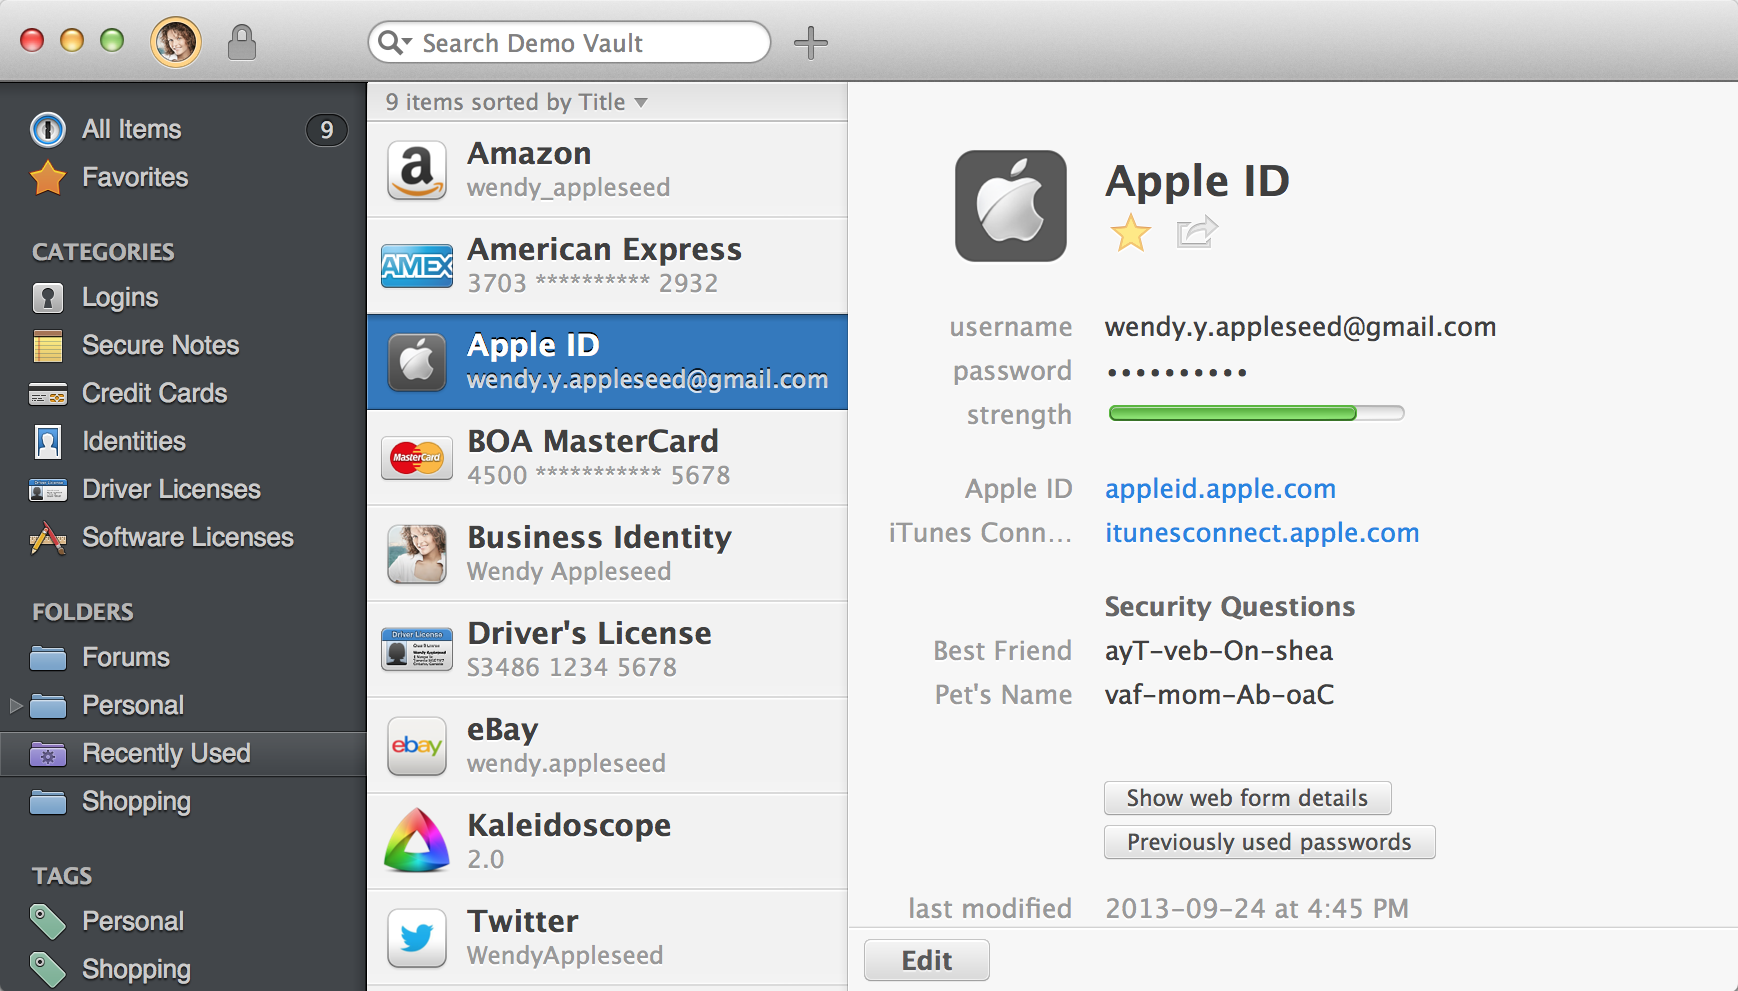 Search Demo Vault
All Items
9
Favorites
CATEGORIES
Logins
Secure Notes
Credit Cards
Identities
Driver Licenses
Software Licenses
FOLDERS
Forums
Personal
Recently Used
Shopping
TAGS
Personal
Shopping
9 items sorted by Title
a
Amazon
wendy_appleseed
AMEX
American Express
3703 ********** 2932
Apple ID
wendy.y.appleseed@gmail.com
MasterCard
BOA MasterCard
4500 *********** 5678
Business Identity
Wendy Appleseed
Driver License
Driver's License
S3486 1234 5678
ebay
eBay
wendy.appleseed
Kaleidoscope
2.0
Twitter
WendyAppleseed
Apple ID
username wendy.y.appleseed@gmail.com
password ••••••••••
strength
Apple ID appleid.apple.com
iTunes Conn... itunesconnect.apple.com
Security Questions
Best Friend ayT-veb-On-shea
Pet's Name vaf-mom-Ab-oaC
Show web form details
Previously used passwords
last modified 2013-09-24 at 4:45 PM
Edit